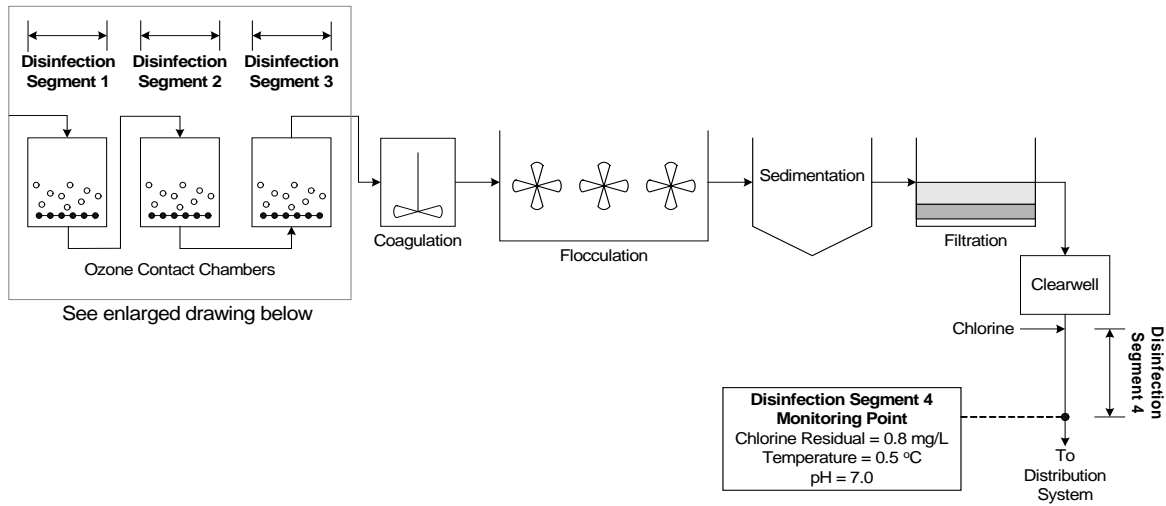 Disinfection
Segment 1
Disinfection
Segment 2
Disinfection
Segment 3
Ozone Contact Chambers
See enlarged drawing below
Coagulation
Flocculation
Sedimentation
Filtration
Clearwell
Chlorine
Disinfection
Segment 4
Disinfection Segment 4
Monitoring Point
Chlorine Residual = 0.8 mg/L
Temperature = 0.5 °C
pH = 7.0
To
Distribution
System